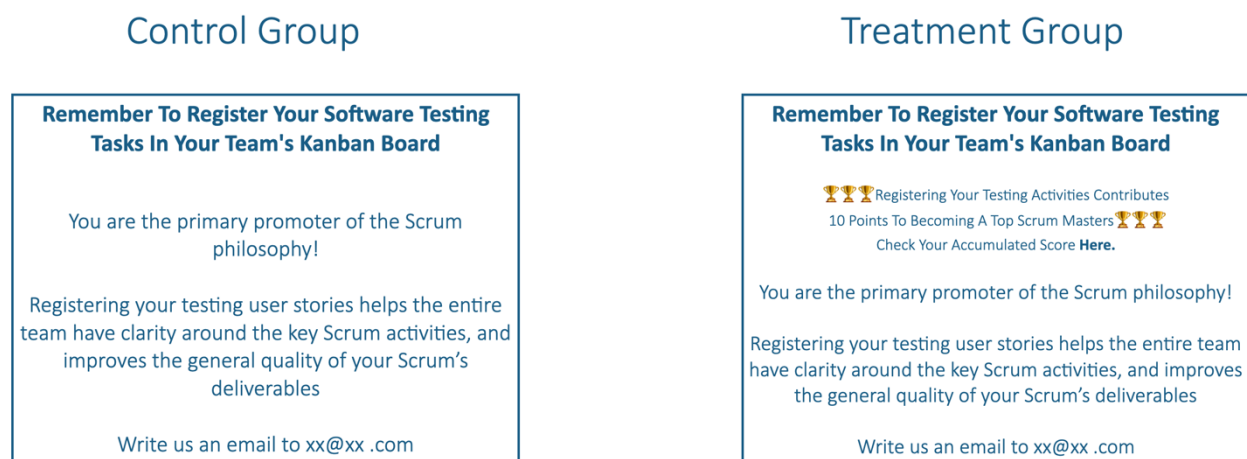 Control Group
Remember To Register Your Software Testing
Tasks In Your Team's Kanban Board
You are the primary promoter of the Scrum
philosophy!
Registering your testing user stories helps the entire
team have clarity around the key Scrum activities, and
improves the general quality of your Scrum’s
deliverables
Write us an email to xx@xx .com
Treatment Group
Remember To Register Your Software Testing
Tasks In Your Team's Kanban Board
🏆🏆🏆Registering Your Testing Activities Contributes
10 Points To Becoming A Top Scrum Masters🏆🏆🏆
Check Your Accumulated Score Here.
You are the primary promoter of the Scrum philosophy!
Registering your testing user stories helps the entire team
have clarity around the key Scrum activities, and improves
the general quality of your Scrum’s deliverables
Write us an email to xx@xx .com